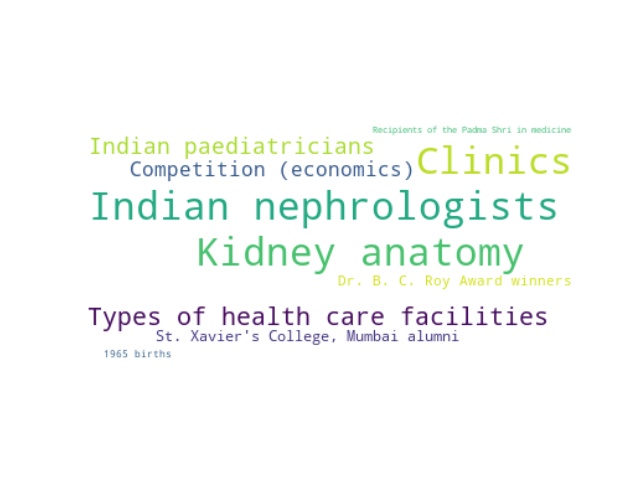 Recipients of the Padma Shri in medicine
Indian paediatricians
Competition (economics)
Clinics
Indian nephrologists
Kidney anatomy
Dr. B. C. Roy Award winners
Types of health care facilities
St. Xavier's College, Mumbai alumni
1965 births